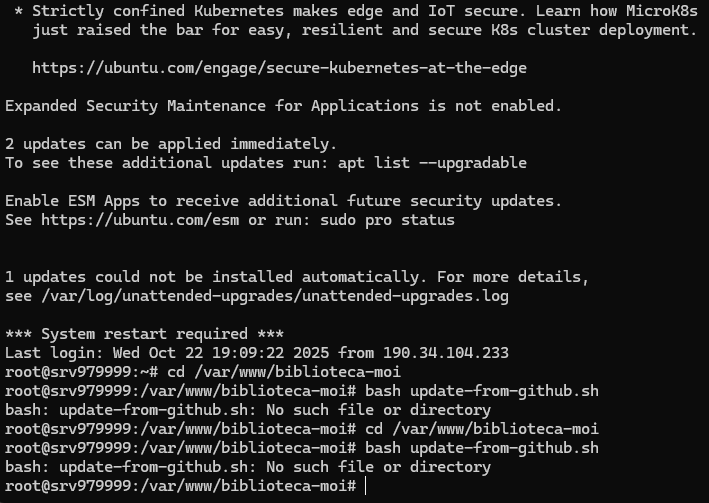 * Strictly confined Kubernetes makes edge and IoT secure. Learn how MicroK8s
just raised the bar for easy, resilient and secure K8s cluster deployment.
https://ubuntu.com/engage/secure-kubernetes-at-the-edge
Expanded Security Maintenance for Applications is not enabled.
2 updates can be applied immediately.
To see these additional updates run: apt list --upgradable
Enable ESM Apps to receive additional future security updates.
See https://ubuntu.com/esm or run: sudo pro status
1 updates could not be installed automatically. For more details,
see /var/log/unattended-upgrades/unattended-upgrades.log
*** System restart required ***
Last login: Wed Oct 22 19:09:22 2025 from 190.34.104.233
root@srv979999:~# cd /var/www/biblioteca-moi
root@srv979999:/var/www/biblioteca-moi# bash update-from-github.sh
bash: update-from-github.sh: No such file or directory
root@srv979999:/var/www/biblioteca-moi# cd /var/www/biblioteca-moi
root@srv979999:/var/www/biblioteca-moi# bash update-from-github.sh
bash: update-from-github.sh: No such file or directory
root@srv979999:/var/www/biblioteca-moi#